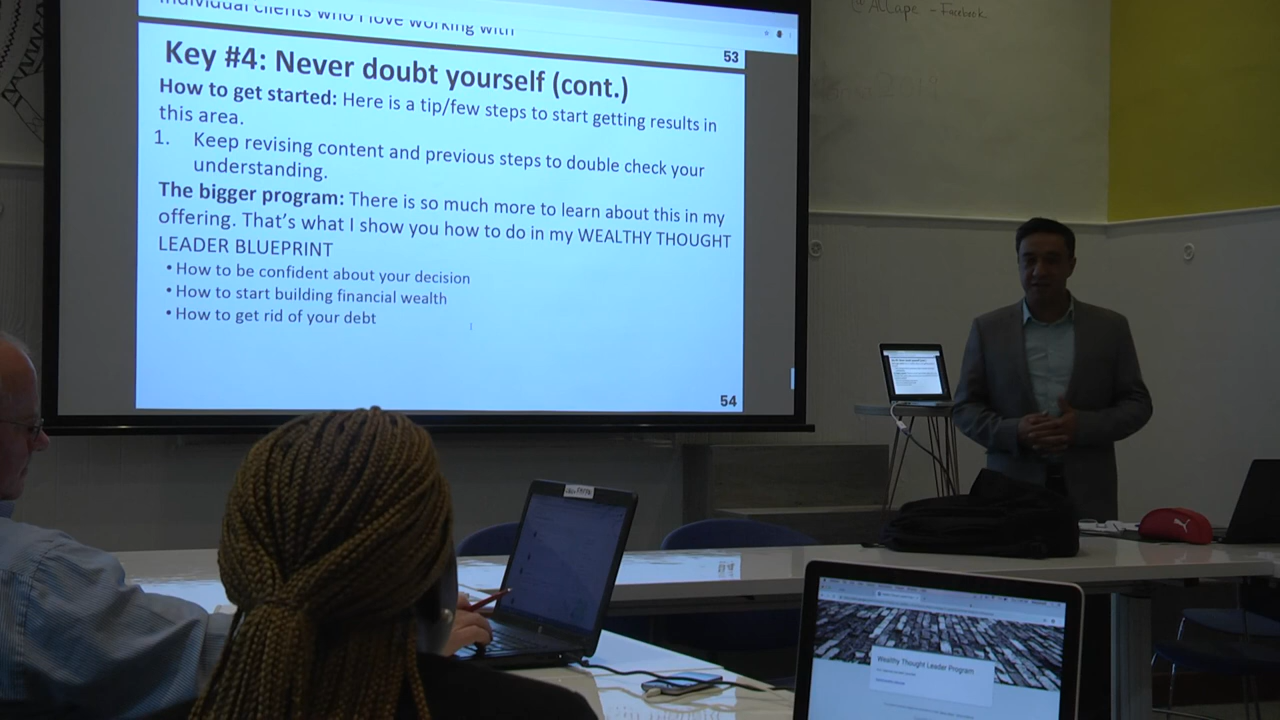 @ALLape - Facebook
individual clients who I love working with
53
Key #4: Never doubt yourself (cont.)
How to get started: Here is a tip/few steps to start getting results in
this area.
1. Keep revising content and previous steps to double check your
understanding.
The bigger program: There is so much more to learn about this in my
offering. That's what I show you how to do in my WEALTHY THOUGHT
LEADER BLUEPRINT
• How to be confident about your decision
• How to start building financial wealth
• How to get rid of your debt
54
Wealthy Thought Leader Program